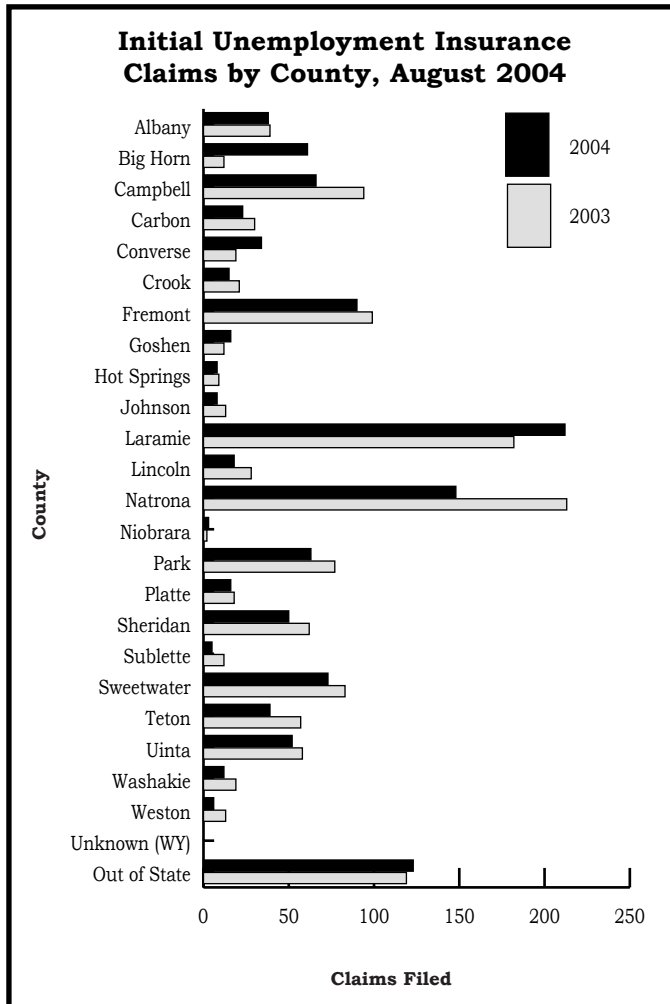 Initial Unemployment Insurance
Claims by County, August 2004
2004
2003
County
Albany
Big Horn
Campbell
Carbon
Converse
Crook
Fremont
Goshen
Hot Springs
Johnson
Laramie
Lincoln
Natrona
Niobrara
Park
Platte
Sheridan
Sublette
Sweetwater
Teton
Uinta
Washakie
Weston
Unknown (WY)
Out of State
0 50 100 150 200 250
Claims Filed